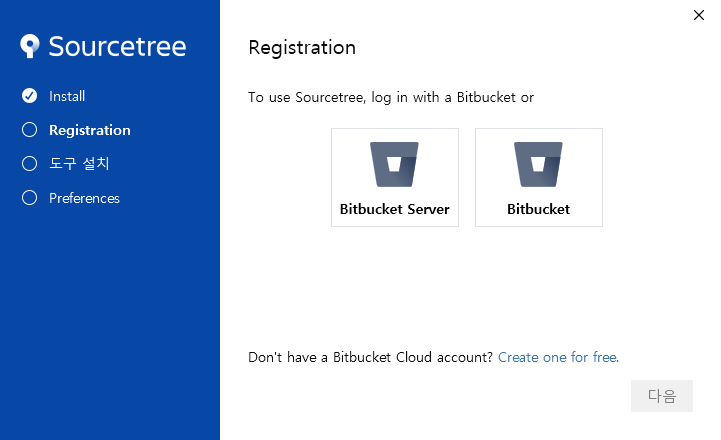 Sourcetree
Install
Registration
도구 설치
Preferences
Registration
To use Sourcetree, log in with a Bitbucket or
Bitbucket Server
Bitbucket
Don't have a Bitbucket Cloud account? Create one for free.
다음